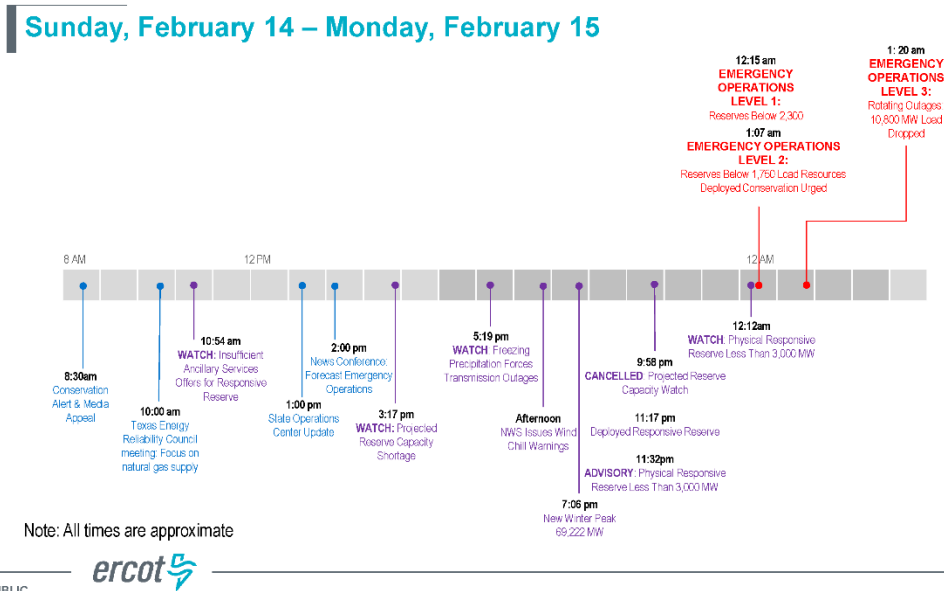 Sunday, February 14 – Monday, February 15
12:15 am
EMERGENCY
OPERATIONS
LEVEL 1:
Reserves Below 2,300
1:07 am
EMERGENCY OPERATIONS
LEVEL 2:
Reserves Below 1,750 Load Resources
Deployed Conservation Urged
1: 20 am
EMERGENCY
OPERATIONS
LEVEL 3:
Rotating Outages
10,800 MW Load
Dropped
8 AM
12 PM
12 AM
8:30am
Conservation
Alert & Media
Appeal
10:00 am
Texas Energy
Reliability Council
meeting: Focus on
natural gas supply
10:54 am
WATCH: Insufficient
Ancillary Services
Offers for Responsive
Reserve
1:00 pm
State Operations
Center Update
2:00 pm
News Conference:
Forecast Emergency
Operations
3:17 pm
WATCH: Projected
Reserve Capacity
Shortage
5:19 pm
WATCH: Freezing
Precipitation Forces
Transmission Outages
Afternoon
NWS Issues Wind
Chill Warnings
7:06 pm
New Winter Peak
69,222 MW
9:58 pm
CANCELLED: Projected Reserve
Capacity Watch
11:17 pm
Deployed Responsive Reserve
11:32pm
ADVISORY: Physical Responsive
Reserve Less Than 3,000 MW
12:12am
WATCH: Physical Responsive
Reserve Less Than 3,000 MW
Note: All times are approximate
ercot